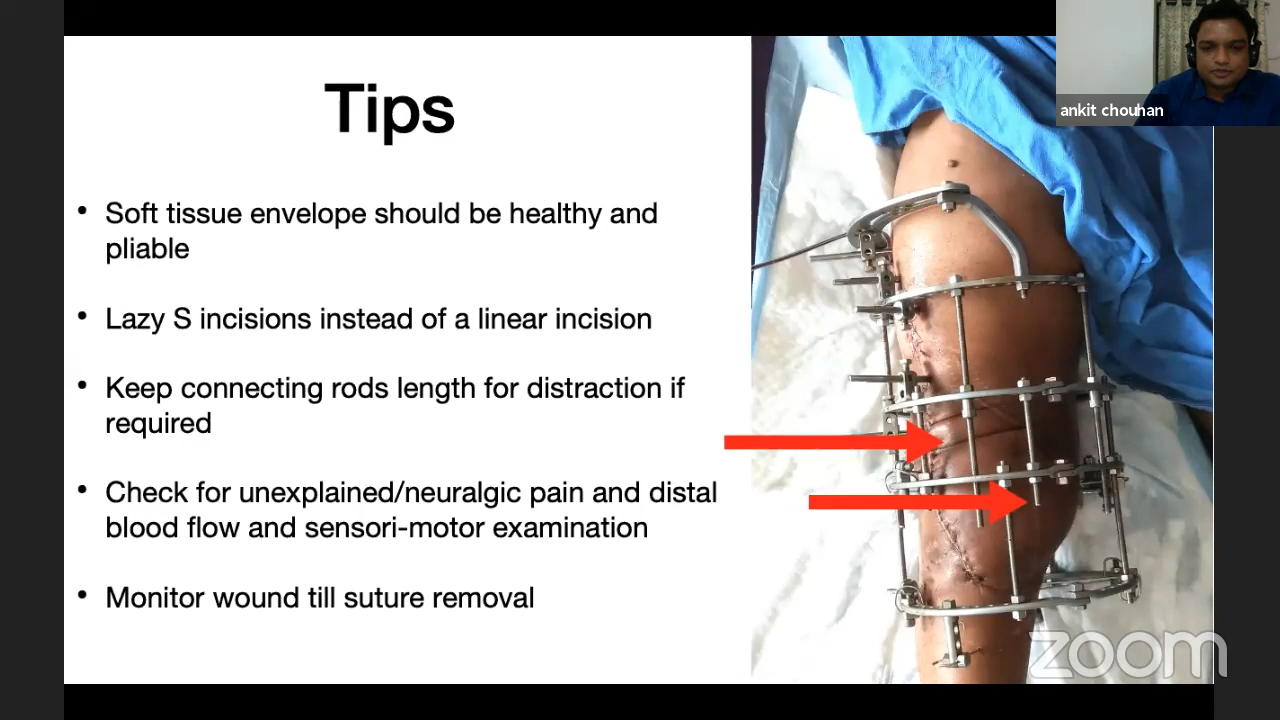 Tips
• Soft tissue envelope should be healthy and
pliable
• Lazy S incisions instead of a linear incision
• Keep connecting rods length for distraction if
required
• Check for unexplained/neuralgic pain and distal
blood flow and sensori-motor examination
• Monitor wound till suture removal
ankit chouhan
zoom